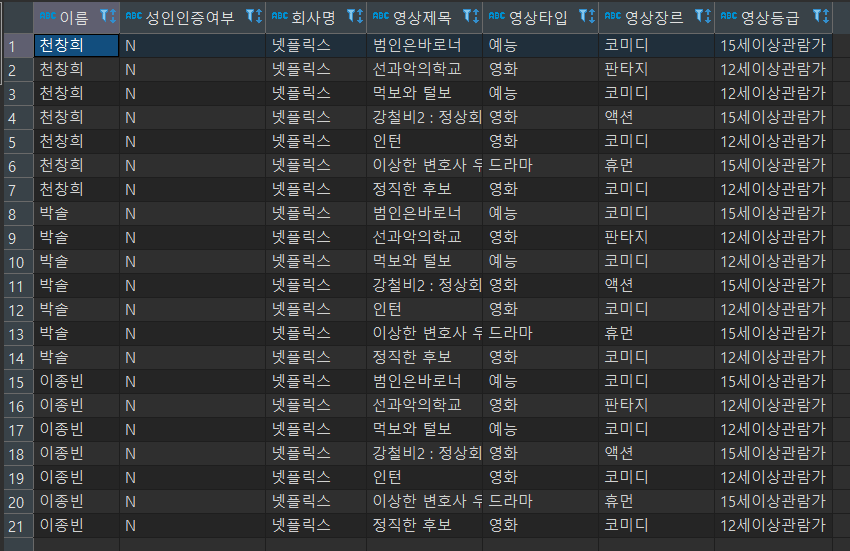 ABC 이름 ABC 성인인증여부 ABC 회사명 ABC 영상제목 ABC 영상타입 ABC 영상장르 ABC 영상등급
1 천창희 N 넷플릭스 범인은바로너 예능 코미디 15세이상관람가
2 천창희 N 넷플릭스 선과악의학교 영화 판타지 12세이상관람가
3 천창희 N 넷플릭스 먹보와 털보 예능 코미디 12세이상관람가
4 천창희 N 넷플릭스 강철비2 : 정상회 영화 액션 15세이상관람가
5 천창희 N 넷플릭스 인턴 영화 코미디 12세이상관람가
6 천창희 N 넷플릭스 이상한 변호사 우 드라마 휴먼 15세이상관람가
7 천창희 N 넷플릭스 정직한 후보 영화 코미디 12세이상관람가
8 박솔 N 넷플릭스 범인은바로너 예능 코미디 15세이상관람가
9 박솔 N 넷플릭스 선과악의학교 영화 판타지 12세이상관람가
10 박솔 N 넷플릭스 먹보와 털보 예능 코미디 12세이상관람가
11 박솔 N 넷플릭스 강철비2 : 정상회 영화 액션 15세이상관람가
12 박솔 N 넷플릭스 인턴 영화 코미디 12세이상관람가
13 박솔 N 넷플릭스 이상한 변호사 우 드라마 휴먼 15세이상관람가
14 박솔 N 넷플릭스 정직한 후보 영화 코미디 12세이상관람가
15 이종빈 N 넷플릭스 범인은바로너 예능 코미디 15세이상관람가
16 이종빈 N 넷플릭스 선과악의학교 영화 판타지 12세이상관람가
17 이종빈 N 넷플릭스 먹보와 털보 예능 코미디 12세이상관람가
18 이종빈 N 넷플릭스 강철비2 : 정상회 영화 액션 15세이상관람가
19 이종빈 N 넷플릭스 인턴 영화 코미디 12세이상관람가
20 이종빈 N 넷플릭스 이상한 변호사 우 드라마 휴먼 15세이상관람가
21 이종빈 N 넷플릭스 정직한 후보 영화 코미디 12세이상관람가